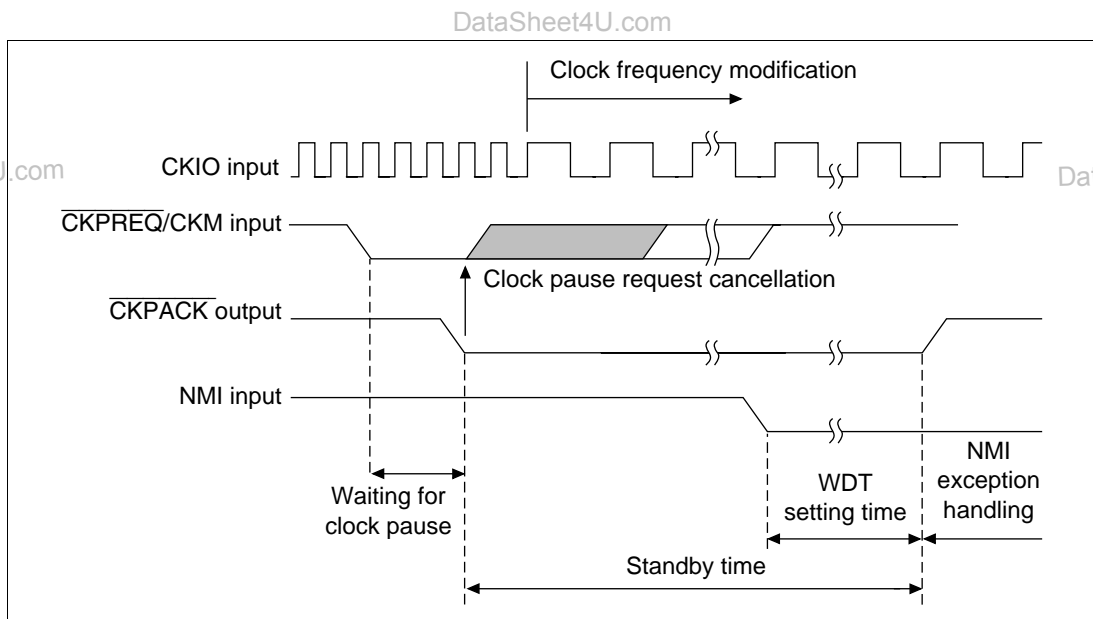 DataSheet4U.com
Clock frequency modification
CKIO input
U.com
Dat
CKPREQ/CKM input
Clock pause request cancellation
CKPACK output
NMI input
Waiting for
clock pause
WDT
setting time
NMI
exception
handling
Standby time